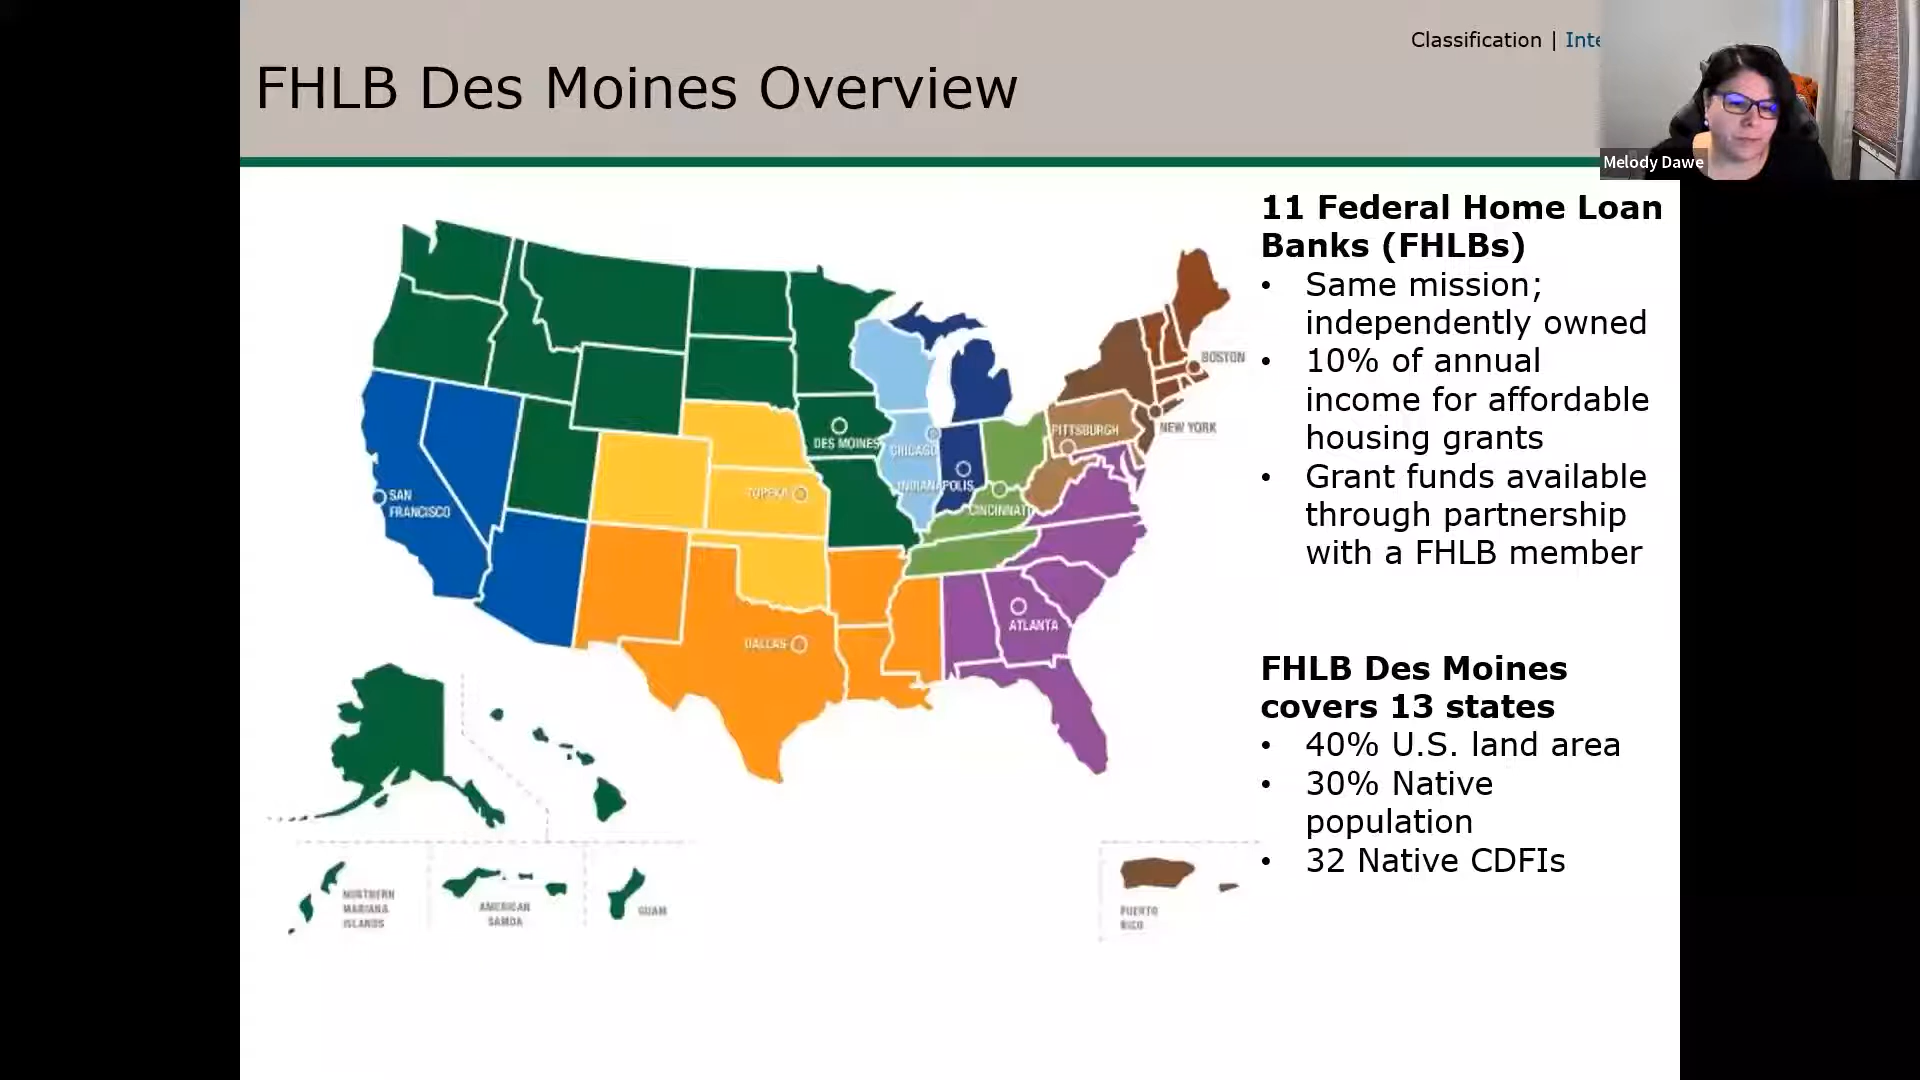 Classification | Inte
FHLB Des Moines Overview
Melody Dawe
11 Federal Home Loan
Banks (FHLBs)
• Same mission;
independently owned
• 10% of annual
income for affordable
housing grants
• Grant funds available
through partnership
with a FHLB member
FHLB Des Moines
covers 13 states
• 40% U.S. land area
• 30% Native
population
• 32 Native CDFIs
BOSTON
NEW YORK
PITTSBURGH
DES MOINES
CHICAGO
INDIANAPOLIS
TOPEKA
SAN
FRANCISCO
CINCINNATI
ATLANTA
DALLAS
NORTHERN
MARIANA
ISLANDS
AMERICAN
SAMOA
GUAM
PUERTO
RICO